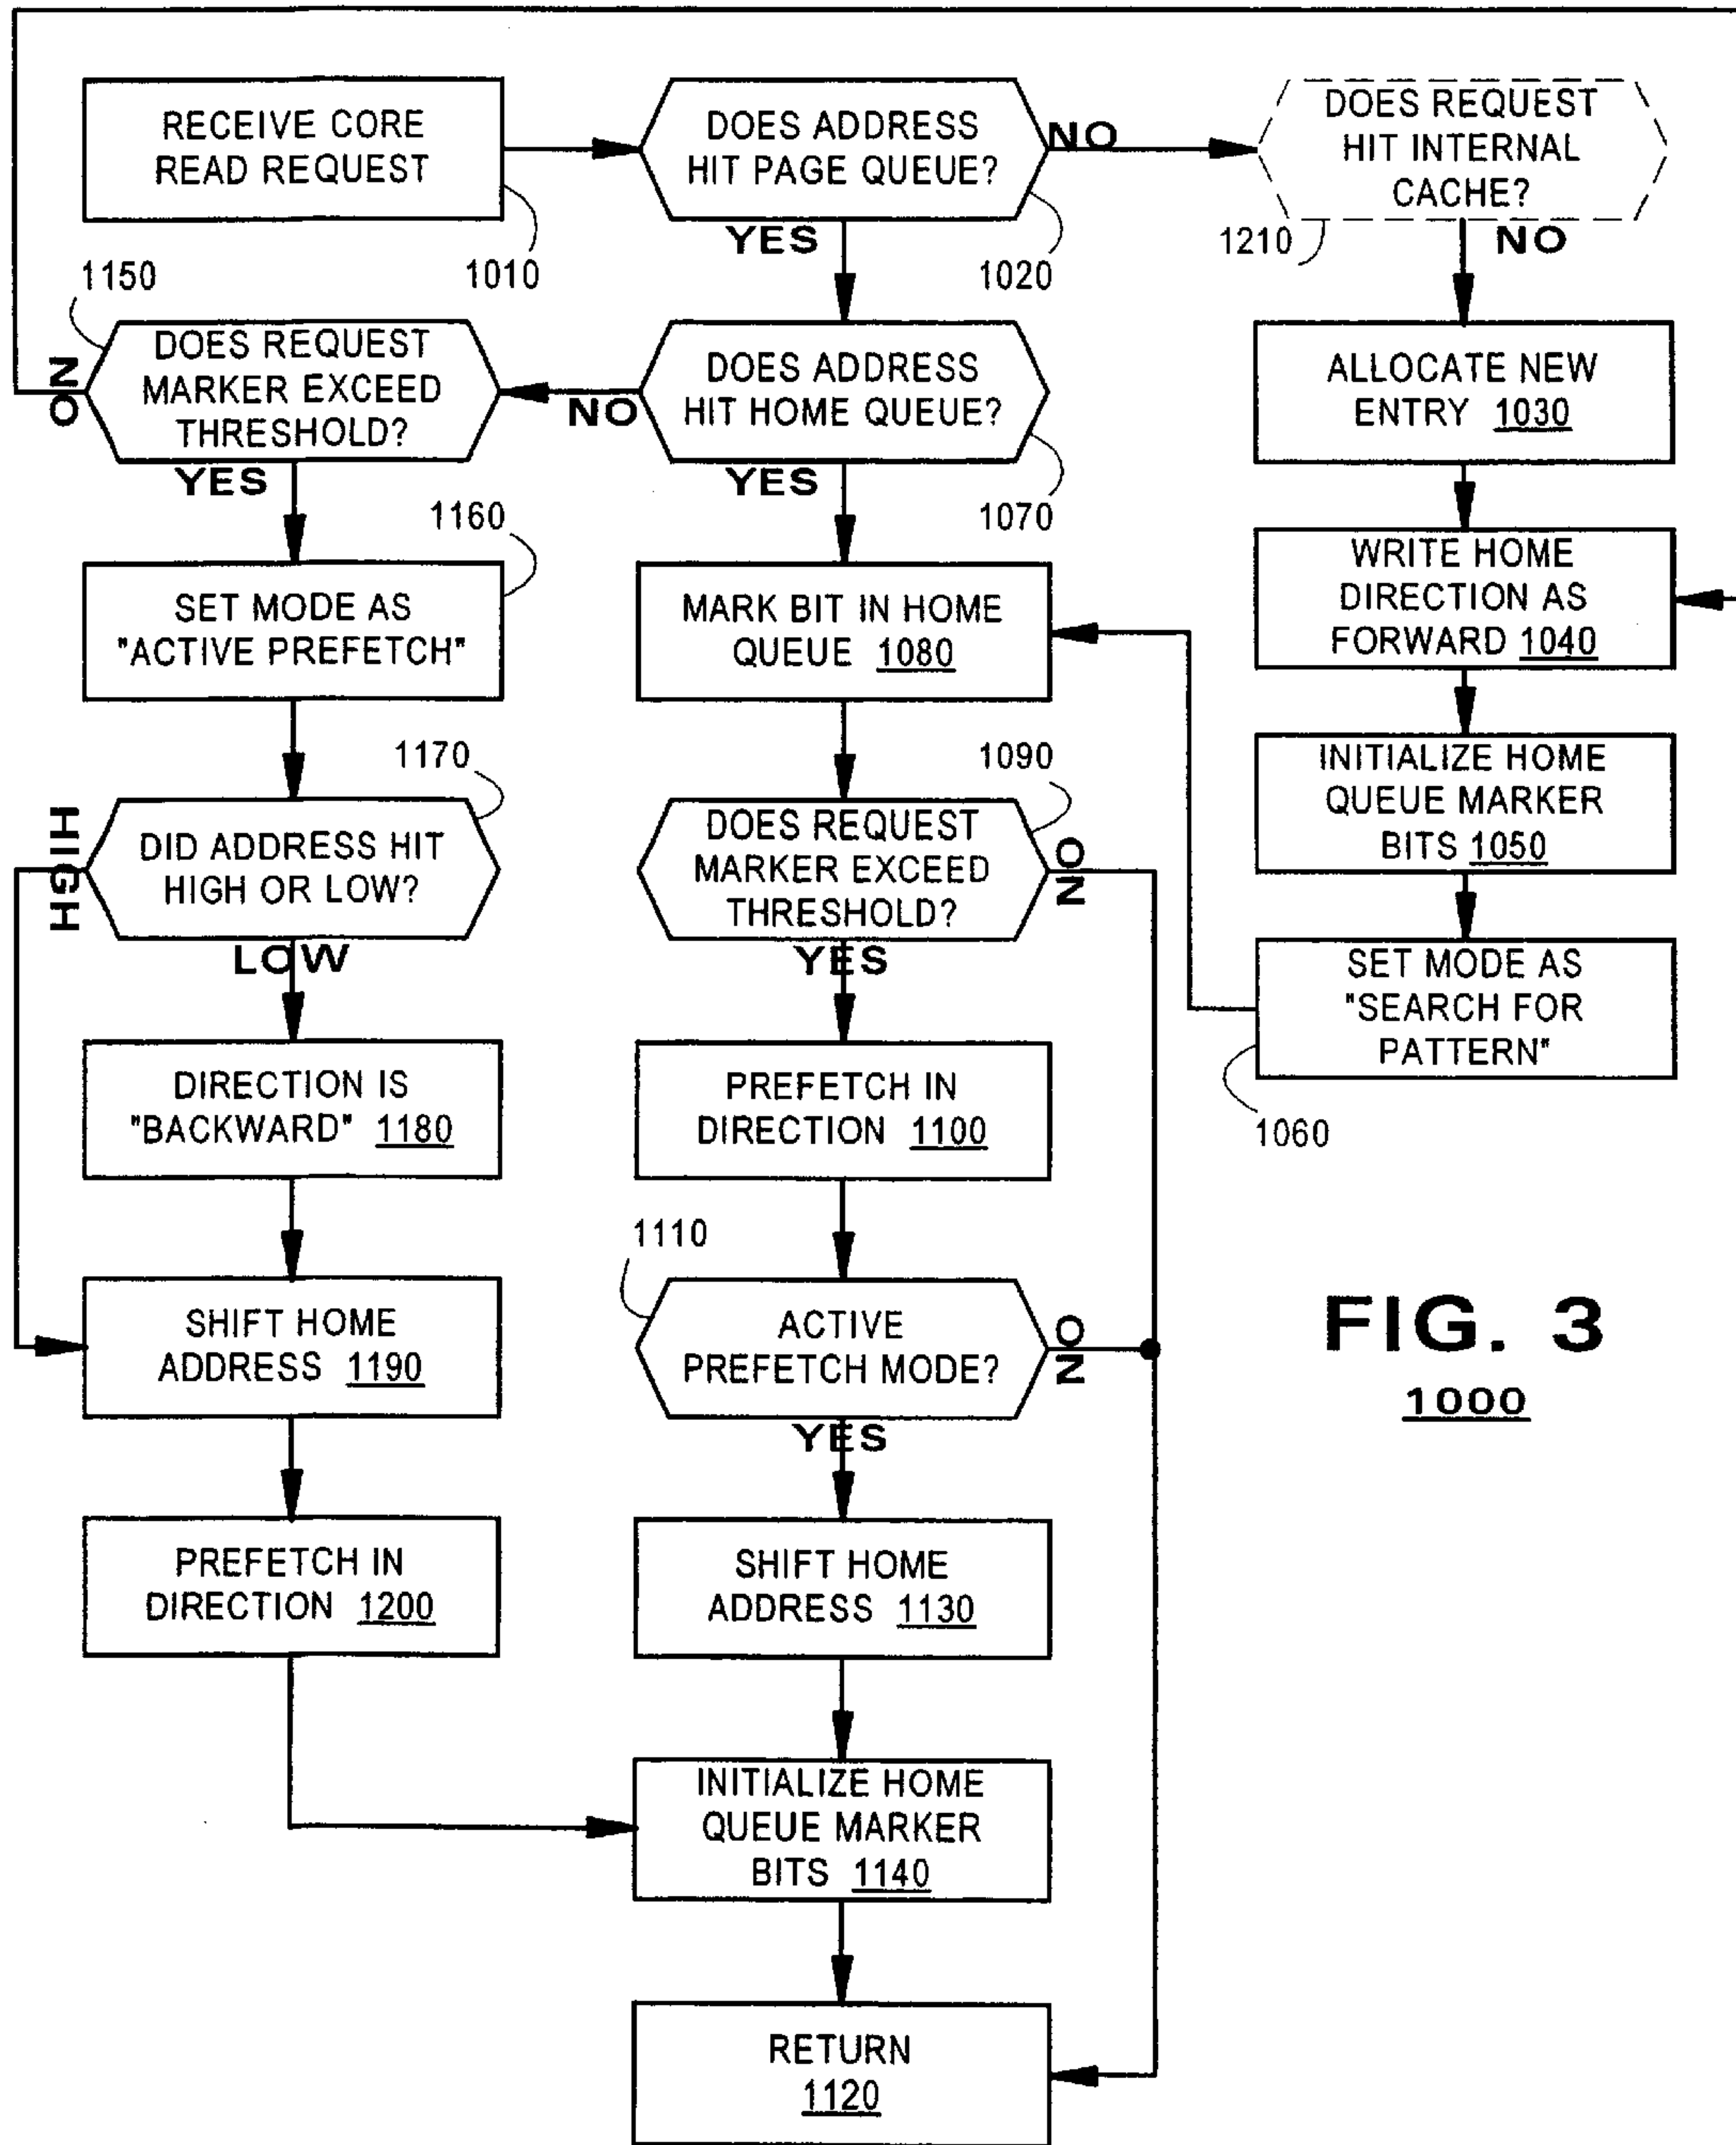 RECEIVE CORE
READ REQUEST
1010
DOES ADDRESS
HIT PAGE QUEUE?
1020
NO
YES
DOES REQUEST
HIT INTERNAL
CACHE?
1210
NO
1150
DOES REQUEST
MARKER EXCEED
THRESHOLD?
NO
YES
DOES ADDRESS
HIT HOME QUEUE?
NO
YES
1070
ALLOCATE NEW
ENTRY 1030
1160
SET MODE AS
"ACTIVE PREFETCH"
MARK BIT IN HOME
QUEUE 1080
WRITE HOME
DIRECTION AS
FORWARD 1040
1170
DID ADDRESS HIT
HIGH OR LOW?
HIGH
LOW
1090
DOES REQUEST
MARKER EXCEED
THRESHOLD?
NO
YES
INITIALIZE HOME
QUEUE MARKER
BITS 1050
SET MODE AS
"SEARCH FOR
PATTERN"
1060
DIRECTION IS
"BACKWARD" 1180
PREFETCH IN
DIRECTION 1100
1110
SHIFT HOME
ADDRESS 1190
ACTIVE
PREFETCH MODE?
NO
YES
FIG. 3
1000
PREFETCH IN
DIRECTION 1200
SHIFT HOME
ADDRESS 1130
INITIALIZE HOME
QUEUE MARKER
BITS 1140
RETURN
1120